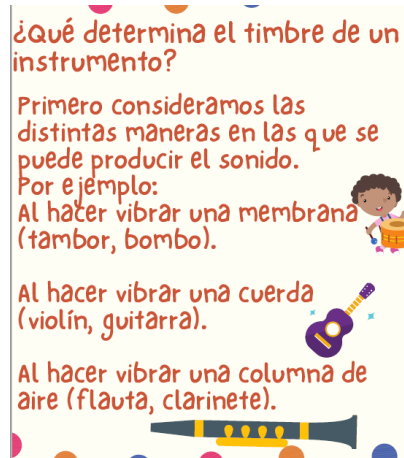 ¿Qué determina el timbre de un
instrumento?
Primero consideramos las
distintas maneras en las que se
puede producir el sonido.
Por ejemplo:
Al hacer vibrar una membrana
(tambor, bombo).
Al hacer vibrar una cuerda
(violín, guitarra).
Al hacer vibrar una columna de
aire (flauta, clarinete).